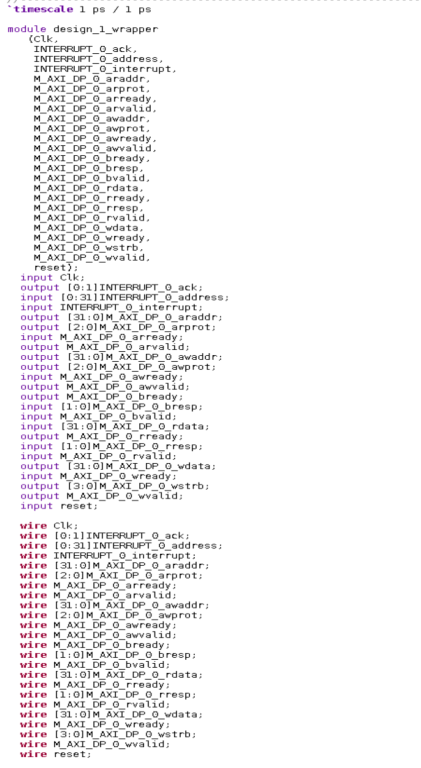 `timescale 1 ps / 1 ps
module design_1_wrapper
(Clk,
INTERRUPT_0_ack,
INTERRUPT_0_address,
INTERRUPT_0_interrupt,
M_AXI_DP_0_araddr,
M_AXI_DP_0_arprot,
M_AXI_DP_0_arready,
M_AXI_DP_0_arvalid,
M_AXI_DP_0_awaddr,
M_AXI_DP_0_awprot,
M_AXI_DP_0_awready,
M_AXI_DP_0_awvalid,
M_AXI_DP_0_bready,
M_AXI_DP_0_bresp,
M_AXI_DP_0_bvalid,
M_AXI_DP_0_rdata,
M_AXI_DP_0_rready,
M_AXI_DP_0_rresp,
M_AXI_DP_0_rvalid,
M_AXI_DP_0_wdata,
M_AXI_DP_0_wready,
M_AXI_DP_0_wstrb,
M_AXI_DP_0_wvalid,
reset);
input Clk;
output [0:1]INTERRUPT_0_ack;
input [0:31]INTERRUPT_0_address;
input INTERRUPT_0_interrupt;
output [31:0]M_AXI_DP_0_araddr;
output [2:0]M_AXI_DP_0_arprot;
input M_AXI_DP_0_arready;
output M_AXI_DP_0_arvalid;
output [31:0]M_AXI_DP_0_awaddr;
output [2:0]M_AXI_DP_0_awprot;
input M_AXI_DP_0_awready;
output M_AXI_DP_0_awvalid;
output M_AXI_DP_0_bready;
input [1:0]M_AXI_DP_0_bresp;
input M_AXI_DP_0_bvalid;
input [31:0]M_AXI_DP_0_rdata;
output M_AXI_DP_0_rready;
input [1:0]M_AXI_DP_0_rresp;
input M_AXI_DP_0_rvalid;
output [31:0]M_AXI_DP_0_wdata;
input M_AXI_DP_0_wready;
output [3:0]M_AXI_DP_0_wstrb;
output M_AXI_DP_0_wvalid;
input reset;
wire Clk;
wire [0:1]INTERRUPT_0_ack;
wire [0:31]INTERRUPT_0_address;
wire INTERRUPT_0_interrupt;
wire [31:0]M_AXI_DP_0_araddr;
wire [2:0]M_AXI_DP_0_arprot;
wire M_AXI_DP_0_arready;
wire M_AXI_DP_0_arvalid;
wire [31:0]M_AXI_DP_0_awaddr;
wire [2:0]M_AXI_DP_0_awprot;
wire M_AXI_DP_0_awready;
wire M_AXI_DP_0_awvalid;
wire M_AXI_DP_0_bready;
wire [1:0]M_AXI_DP_0_bresp;
wire M_AXI_DP_0_bvalid;
wire [31:0]M_AXI_DP_0_rdata;
wire M_AXI_DP_0_rready;
wire [1:0]M_AXI_DP_0_rresp;
wire M_AXI_DP_0_rvalid;
wire [31:0]M_AXI_DP_0_wdata;
wire M_AXI_DP_0_wready;
wire [3:0]M_AXI_DP_0_wstrb;
wire M_AXI_DP_0_wvalid;
wire reset;